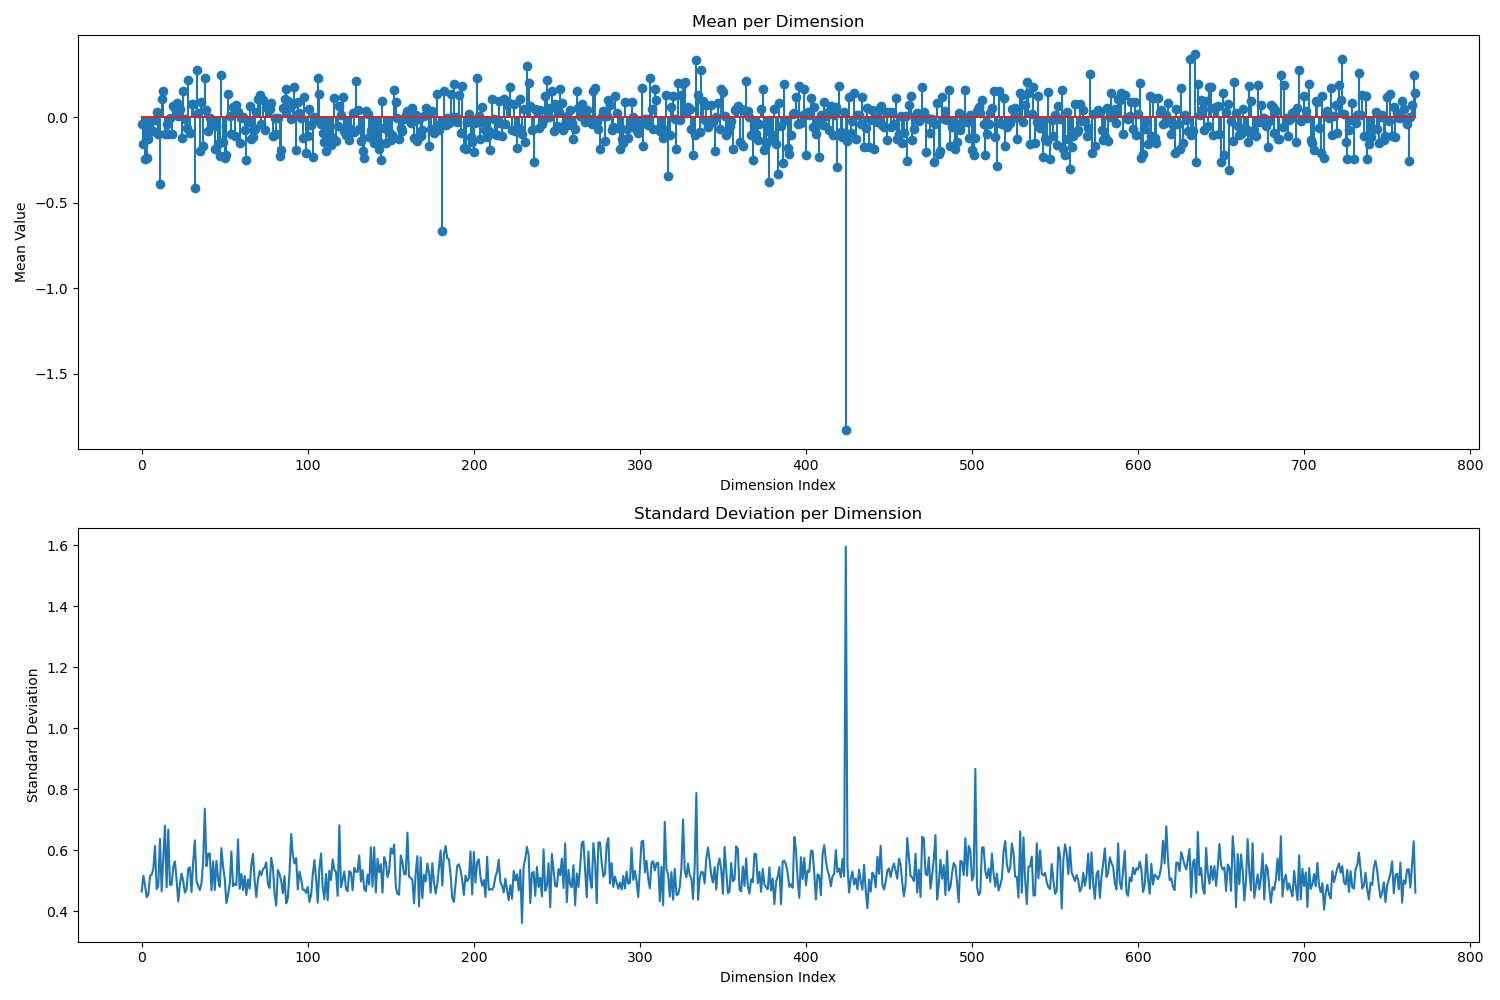 Mean per Dimension
0.0
−0.5
−1.0
−1.5
Mean Value
0 100 200 300 400 500 600 700 800
Dimension Index
Standard Deviation per Dimension
1.6
1.4
1.2
1.0
0.8
0.6
0.4
Standard Deviation
0 100 200 300 400 500 600 700 800
Dimension Index